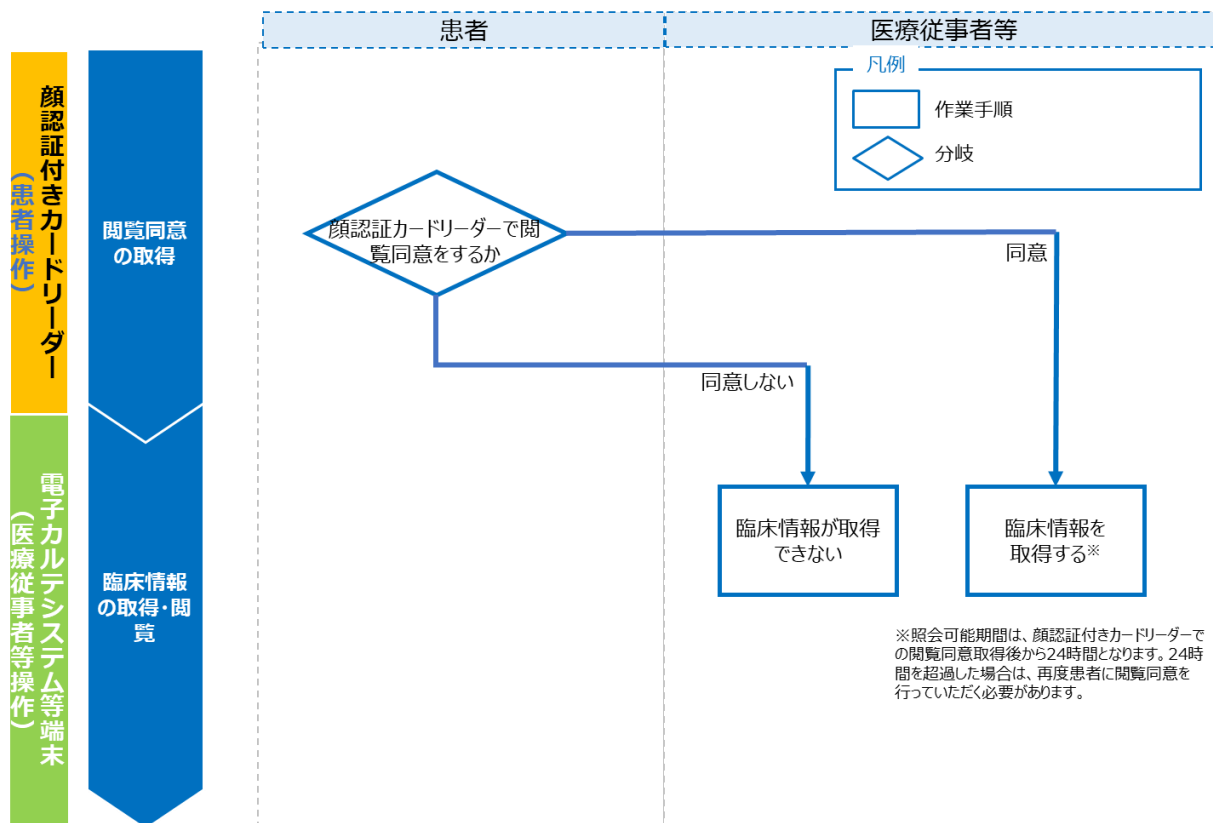 患者
医療従事者等
凡例
作業手順
分岐
顔認証付きカードリーダー
（患者操作）
閲覧同意
の取得
顔認証カードリーダーで閲
覧同意をするか
同意
同意しない
電子カルテシステム等端末
（医療従事者等操作）
臨床情報
の取得・閲
覧
臨床情報が取得
できない
臨床情報を
取得する※
※照会可能期間は、顔認証付きカードリーダーで
の閲覧同意取得後から24時間となります。24時
間を超過した場合は、再度患者に閲覧同意を
行っていただく必要があります。